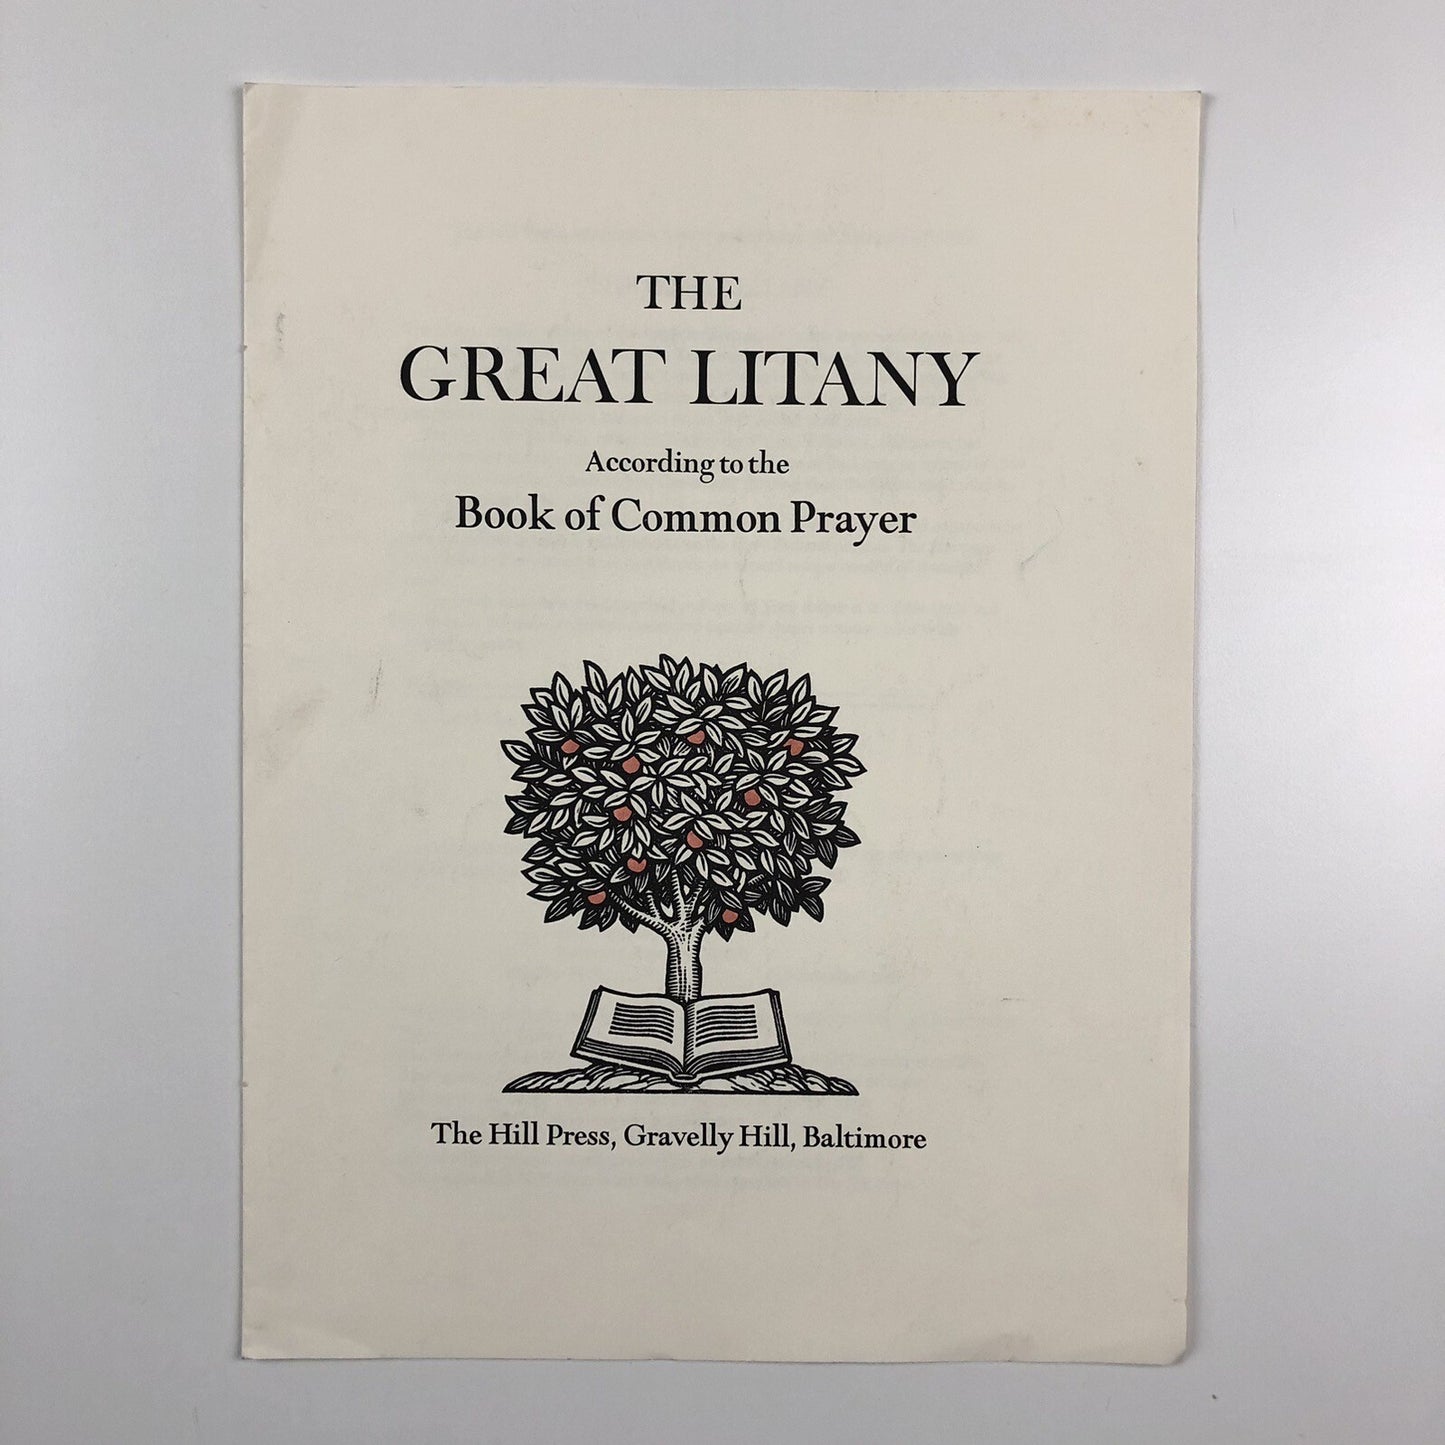 THE
GREAT LITANY
According to the
Book of Common Prayer
The Hill Press, Gravelly Hill, Baltimore